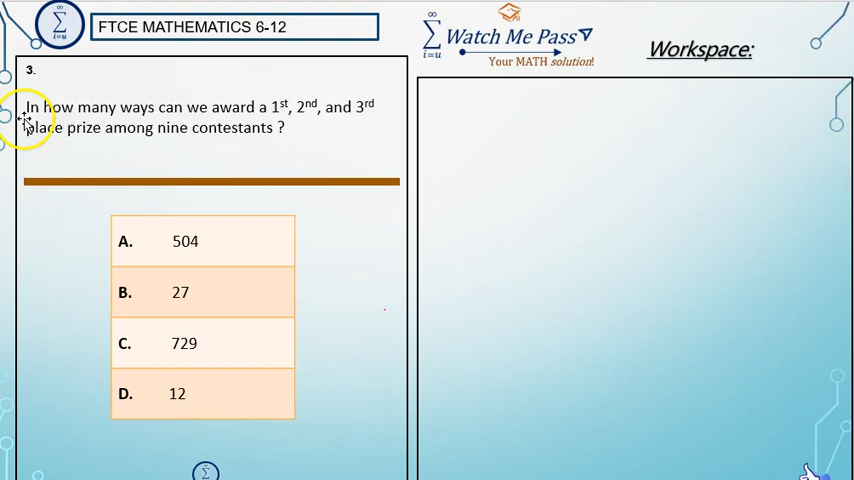 FTCE MATHEMATICS 6-12
∞
∑
i=u
Watch Me Pass
Your MATH solution!
Workspace:
3.
In how many ways can we award a 1st, 2nd, and 3rd
place prize among nine contestants ?
A. 504
B. 27
C. 729
D. 12